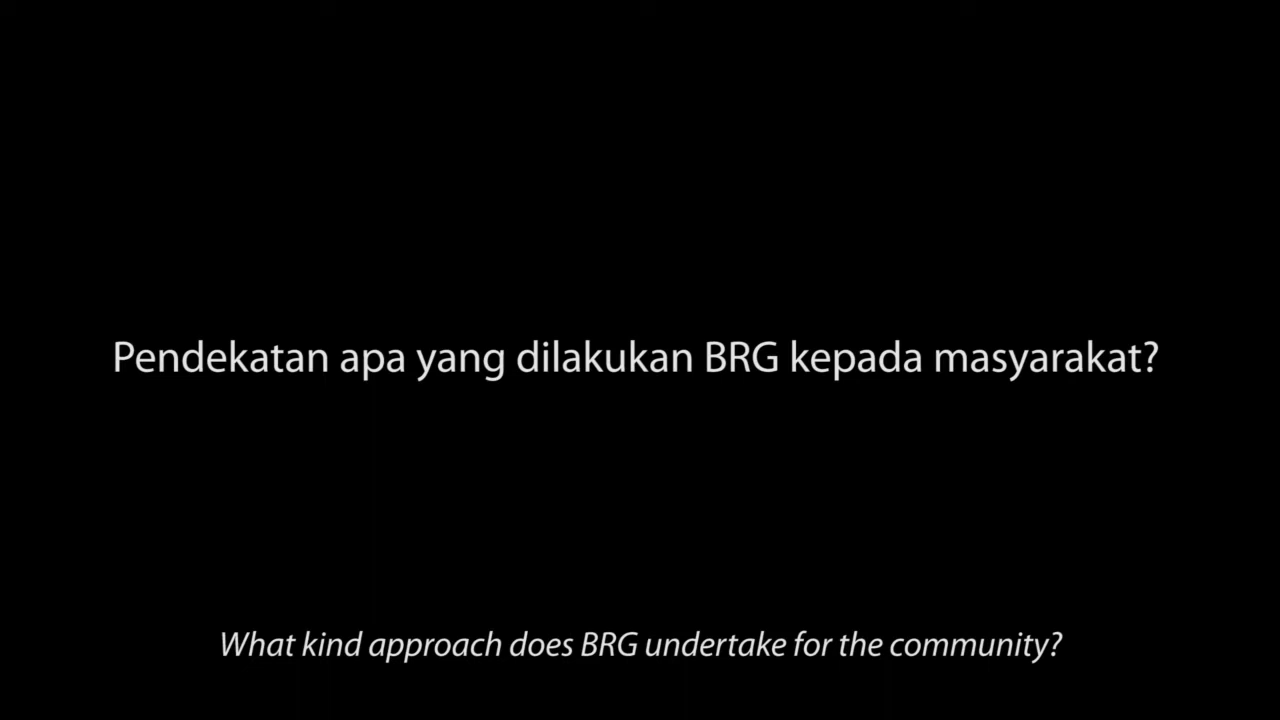 Pendekatan apa yang dilakukan BRG kepada masyarakat?
What kind approach does BRG undertake for the community?